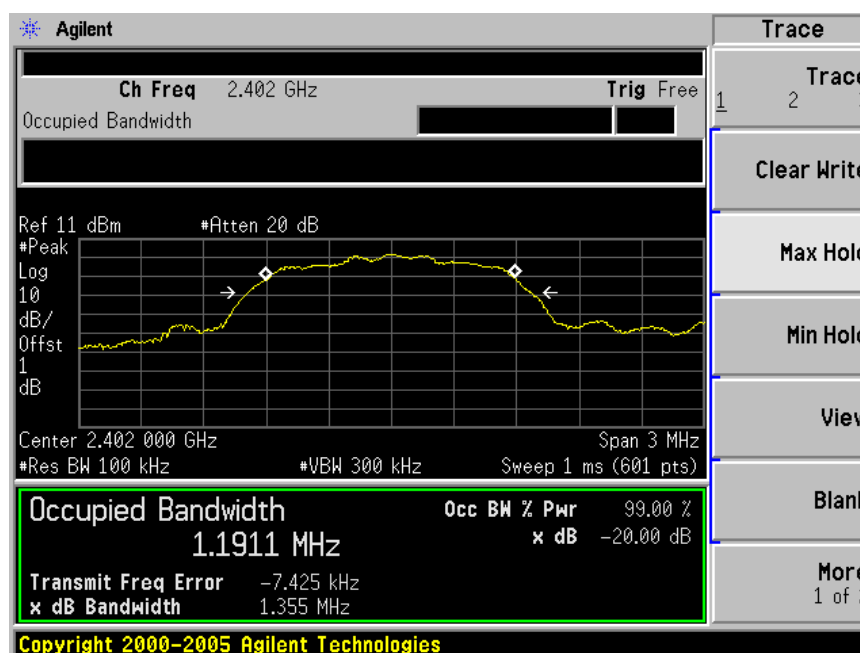 Agilent
Trace
Ch Freq 2.402 GHz Trig Free
Occupied Bandwidth
Ref 11 dBm #Atten 20 dB
#Peak
Log
10
dB/
Offst
1
dB
Center 2.402 000 GHz Span 3 MHz
#Res BW 100 kHz #VBW 300 kHz Sweep 1 ms (601 pts)
Occupied Bandwidth
1.1911 MHz
Occ BW % Pwr 99.00 %
x dB -20.00 dB
Transmit Freq Error -7.425 kHz
x dB Bandwidth 1.355 MHz
Copyright 2000-2005 Agilent Technologies
Trace
1 2
Clear Write
Max Hold
Min Hold
View
Blank
More
1 of